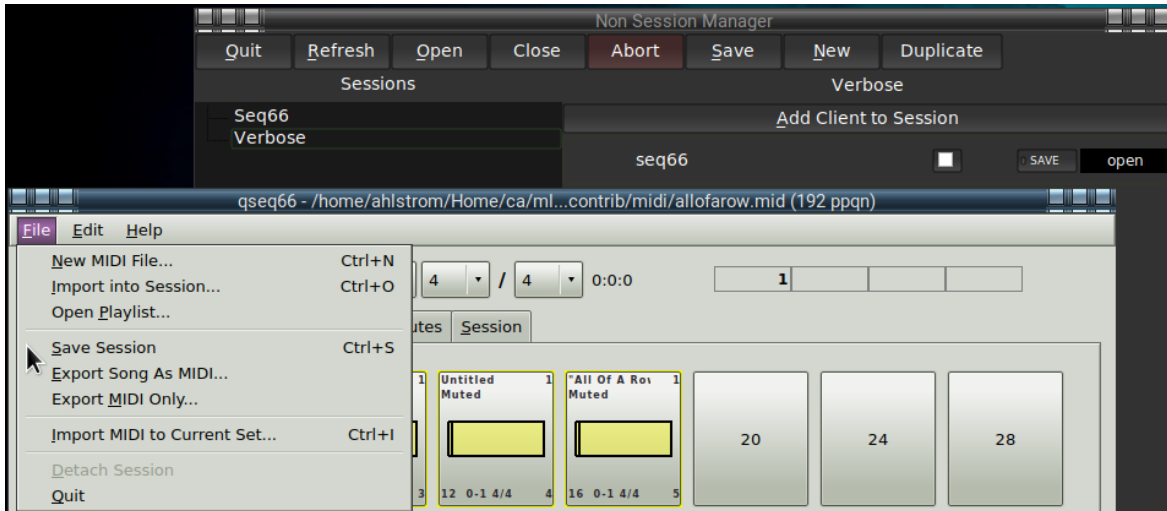 Non Session Manager
Quit Refresh Open Close Abort Save New Duplicate
Sessions Verbose
Seq66
Verbose
Add Client to Session
seq66 SAVE open
qseq66 - /home/ahlstrom/Home/ca/ml...contrib/midi/allofarow.mid (192 ppqn)
File Edit Help
New MIDI File... Ctrl+N
Import into Session... Ctrl+O
Open Playlist...
Save Session Ctrl+S
Export Song As MIDI...
Export MIDI Only...
Import MIDI to Current Set... Ctrl+I
Detach Session
Quit
4 / 4 0:0:0 1
utes Session
1 Untitled 1 "All Of A Rov 1
Muted Muted
20 24 28
3 12 0-1 4/4 4 16 0-1 4/4 5